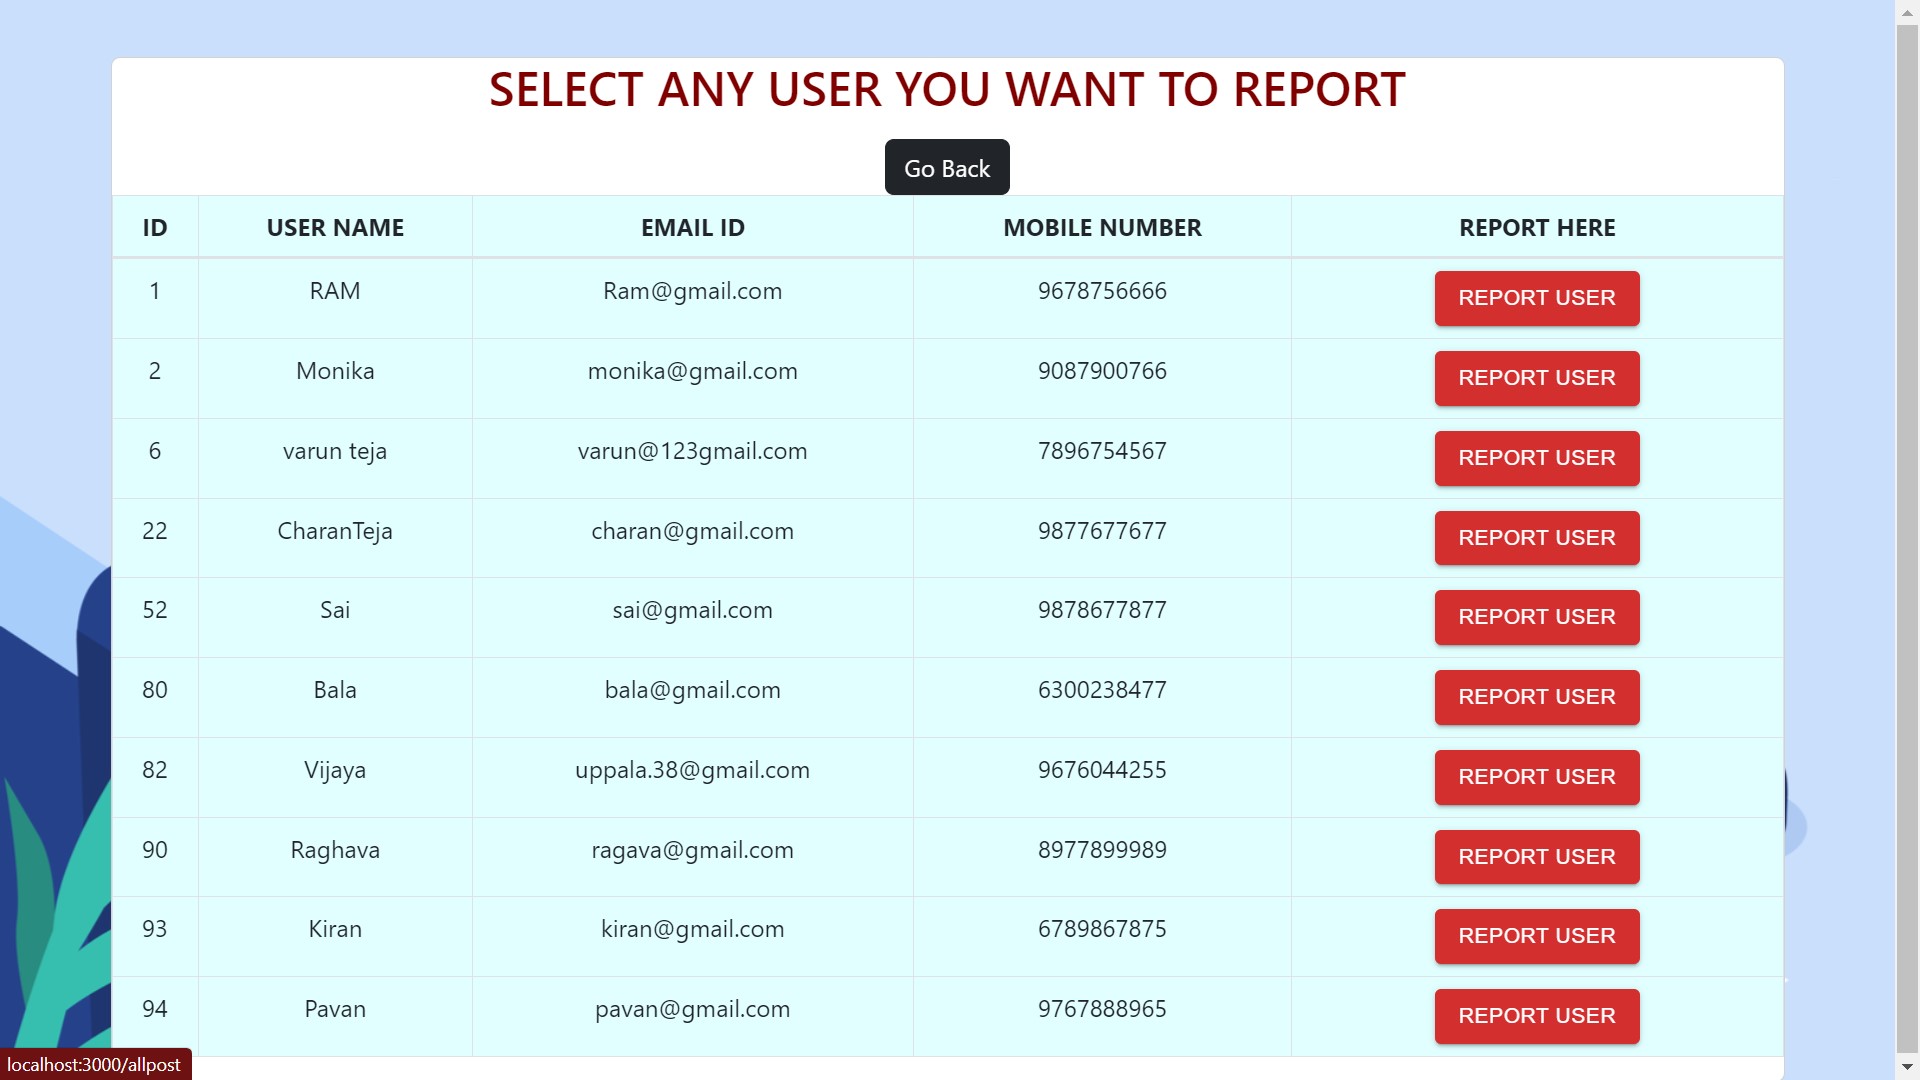 SELECT ANY USER YOU WANT TO REPORT
Go Back
ID USER NAME EMAIL ID MOBILE NUMBER REPORT HERE
1 RAM Ram@gmail.com 9678756666 REPORT USER
2 Monika monika@gmail.com 9087900766 REPORT USER
6 varun teja varun@123gmail.com 7896754567 REPORT USER
22 CharanTeja charan@gmail.com 9877677677 REPORT USER
52 Sai sai@gmail.com 9878677877 REPORT USER
80 Bala bala@gmail.com 6300238477 REPORT USER
82 Vijaya uppala.38@gmail.com 9676044255 REPORT USER
90 Raghava ragava@gmail.com 8977899989 REPORT USER
93 Kiran kiran@gmail.com 6789867875 REPORT USER
94 Pavan pavan@gmail.com 9767888965 REPORT USER
localhost:3000/allpost